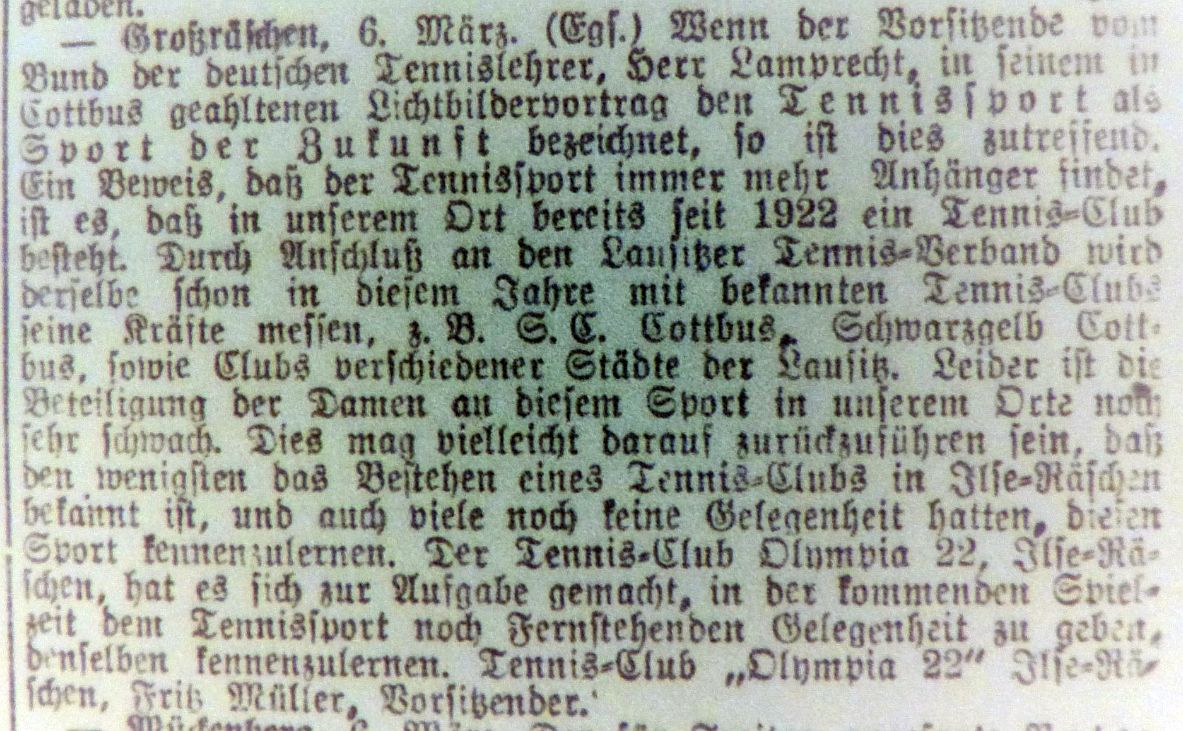 geladen.
— Großräschen, 6. März. (Egs.) Wenn der Vorsitzende vom
Bund der deutschen Tennislehrer, Herr Lamprecht, in seinem in
Cottbus geahltenen Lichtbildervortrag den Tennissport als
Sport der Zukunft bezeichnet, so ist dies zutreffend.
Ein Beweis, daß der Tennissport immer mehr Anhänger findet,
ist es, daß in unserem Ort bereits seit 1922 ein Tennis-Club
besteht. Durch Anschluß an den Lausitzer Tennis-Verband wird
derselbe schon in diesem Jahre mit bekannten Tennis-Clubs
seine Kräfte messen, z. B. S. C. Cottbus, Schwarzgelb Cott-
bus, sowie Clubs verschiedener Städte der Lausitz. Leider ist die
Beteiligung der Damen an diesem Sport in unserem Orte noch
sehr schwach. Dies mag vielleicht darauf zurückzuführen sein, daß
den wenigsten das Bestehen eines Tennis-Clubs in Ilse-Räschen
bekannt ist, und auch viele noch keine Gelegenheit hatten, diesen
Sport kennenzulernen. Der Tennis-Club Olympia 22, Ilse-Rä-
schen, hat es sich zur Aufgabe gemacht, in der kommenden Spiel-
zeit dem Tennissport noch Fernstehenden Gelegenheit zu geben,
denselben kennenzulernen. Tennis-Club „Olympia 22“ Ilse-Rä-
schen, Fritz Müller, Vorsitzender.
— Mückenberg, 6. März.